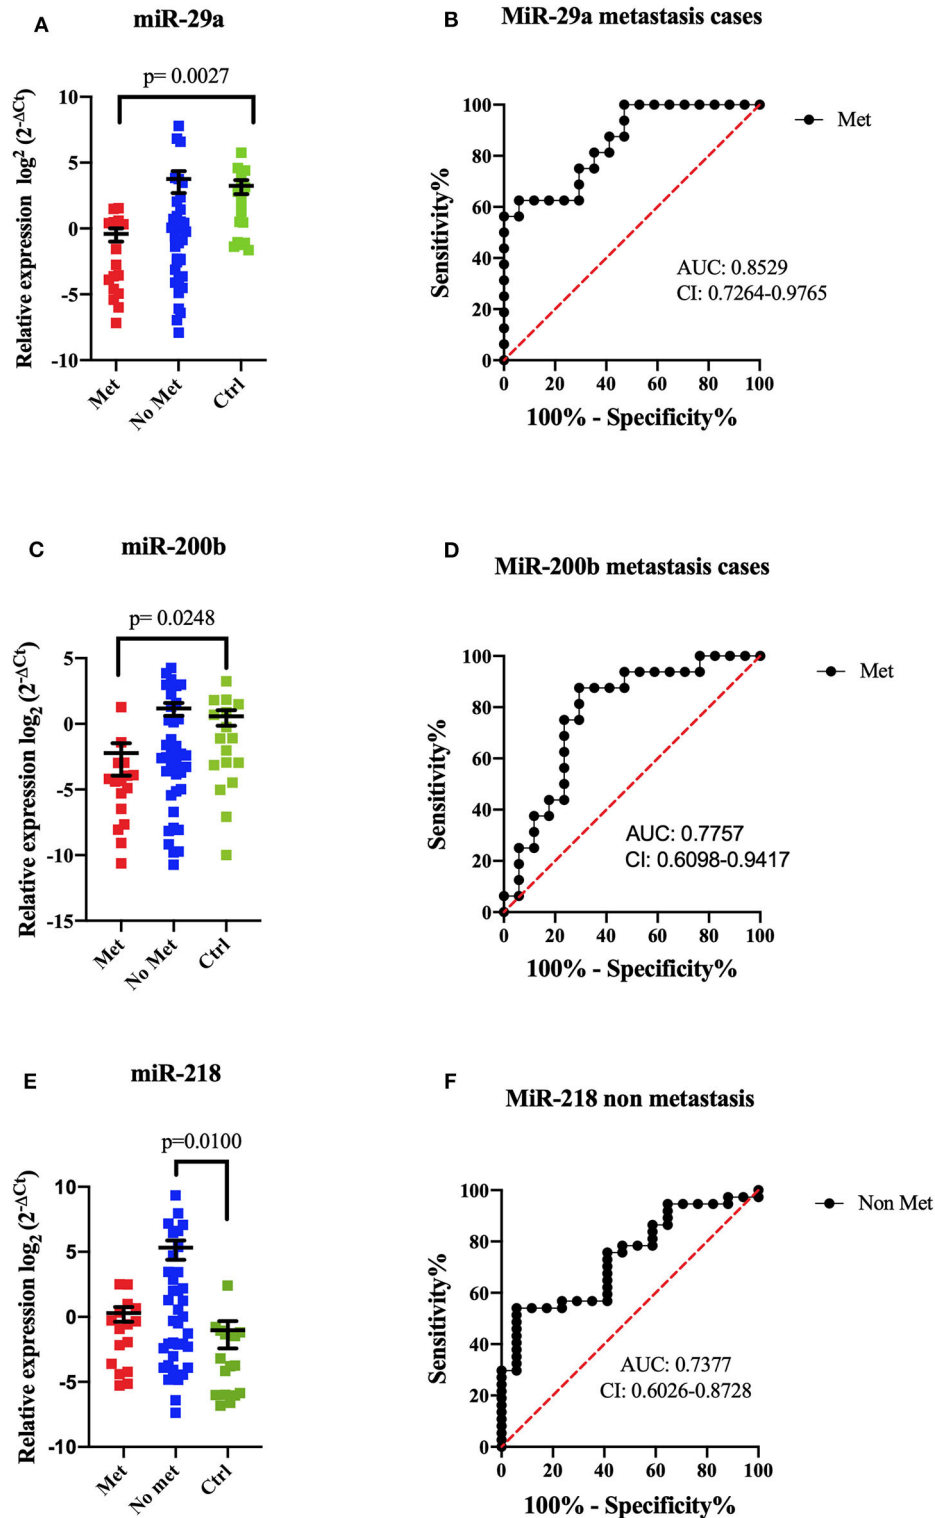 A
miR-29a
p= 0.0027
Relative expression log² (2^-ΔCt)
10
5
0
-5
-10
Met
No Met
Ctrl
B
MiR-29a metastasis cases
Sensitivity%
100
80
60
40
20
0
0 20 40 60 80 100
100% - Specificity%
Met
AUC: 0.8529
CI: 0.7264-0.9765
C
miR-200b
p= 0.0248
Relative expression log₂ (2^-ΔCt)
5
0
-5
-10
-15
Met
No Met
Ctrl
D
MiR-200b metastasis cases
Sensitivity%
100
80
60
40
20
0
0 20 40 60 80 100
100% - Specificity%
Met
AUC: 0.7757
CI: 0.6098-0.9417
E
miR-218
p=0.0100
Relative expression log₂ (2^-ΔCt)
10
5
0
-5
-10
Met
No met
Ctrl
F
MiR-218 non metastasis
Sensitivity%
100
80
60
40
20
0
0 20 40 60 80 100
100% - Specificity%
Non Met
AUC: 0.7377
CI: 0.6026-0.8728